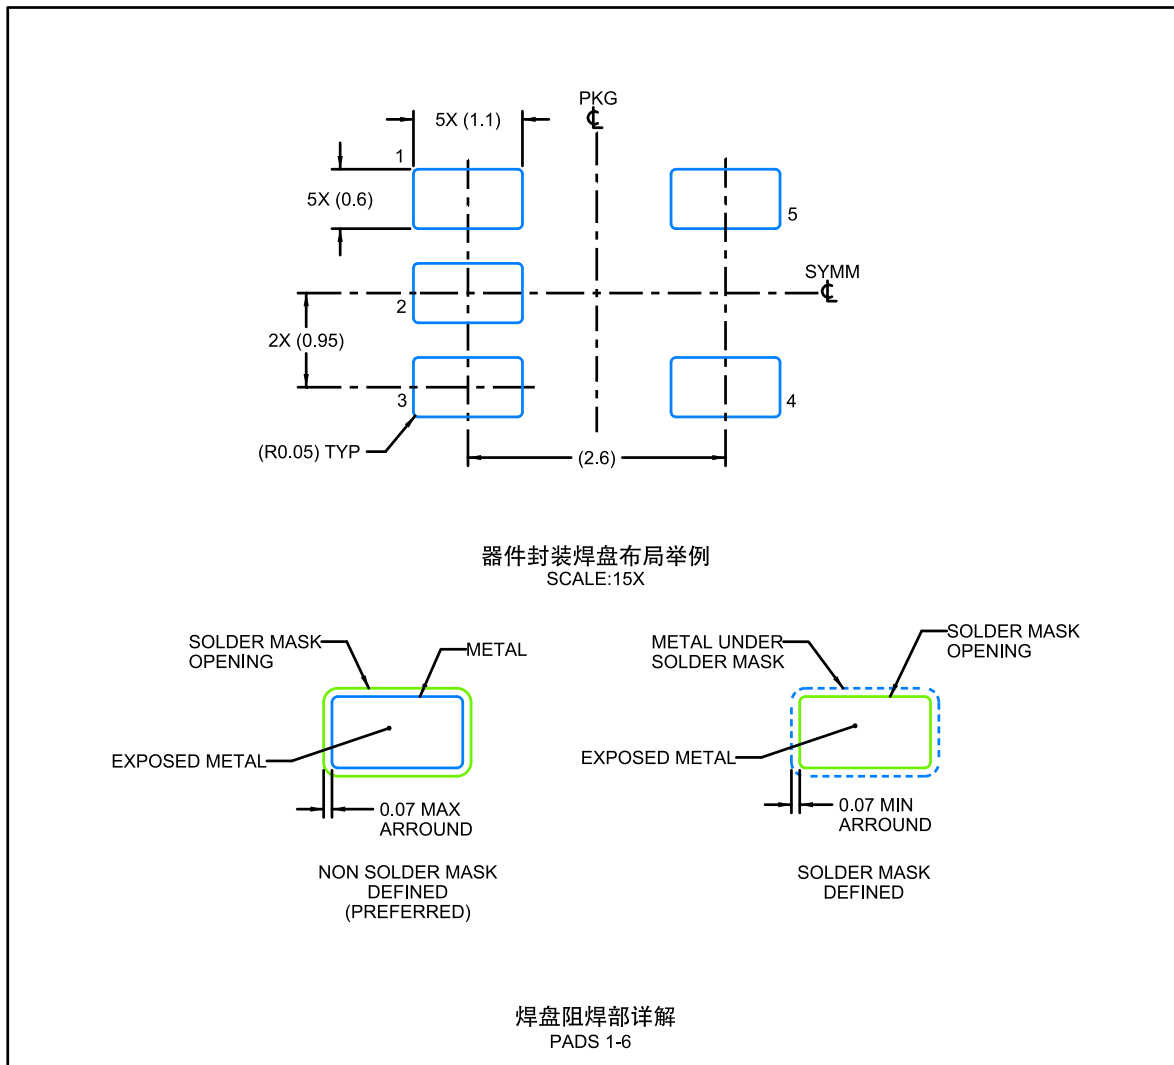 PKG
5X (1.1)
1
5X (0.6)
5
SYMM
2
2X (0.95)
3
4
(R0.05) TYP
(2.6)
器件封装焊盘布局举例
SCALE:15X
SOLDER MASK
OPENING
METAL
EXPOSED METAL
0.07 MAX
ARROUND
NON SOLDER MASK
DEFINED
(PREFERRED)
METAL UNDER
SOLDER MASK
SOLDER MASK
OPENING
EXPOSED METAL
0.07 MIN
ARROUND
SOLDER MASK
DEFINED
焊盘阻焊部详解
PADS 1-6